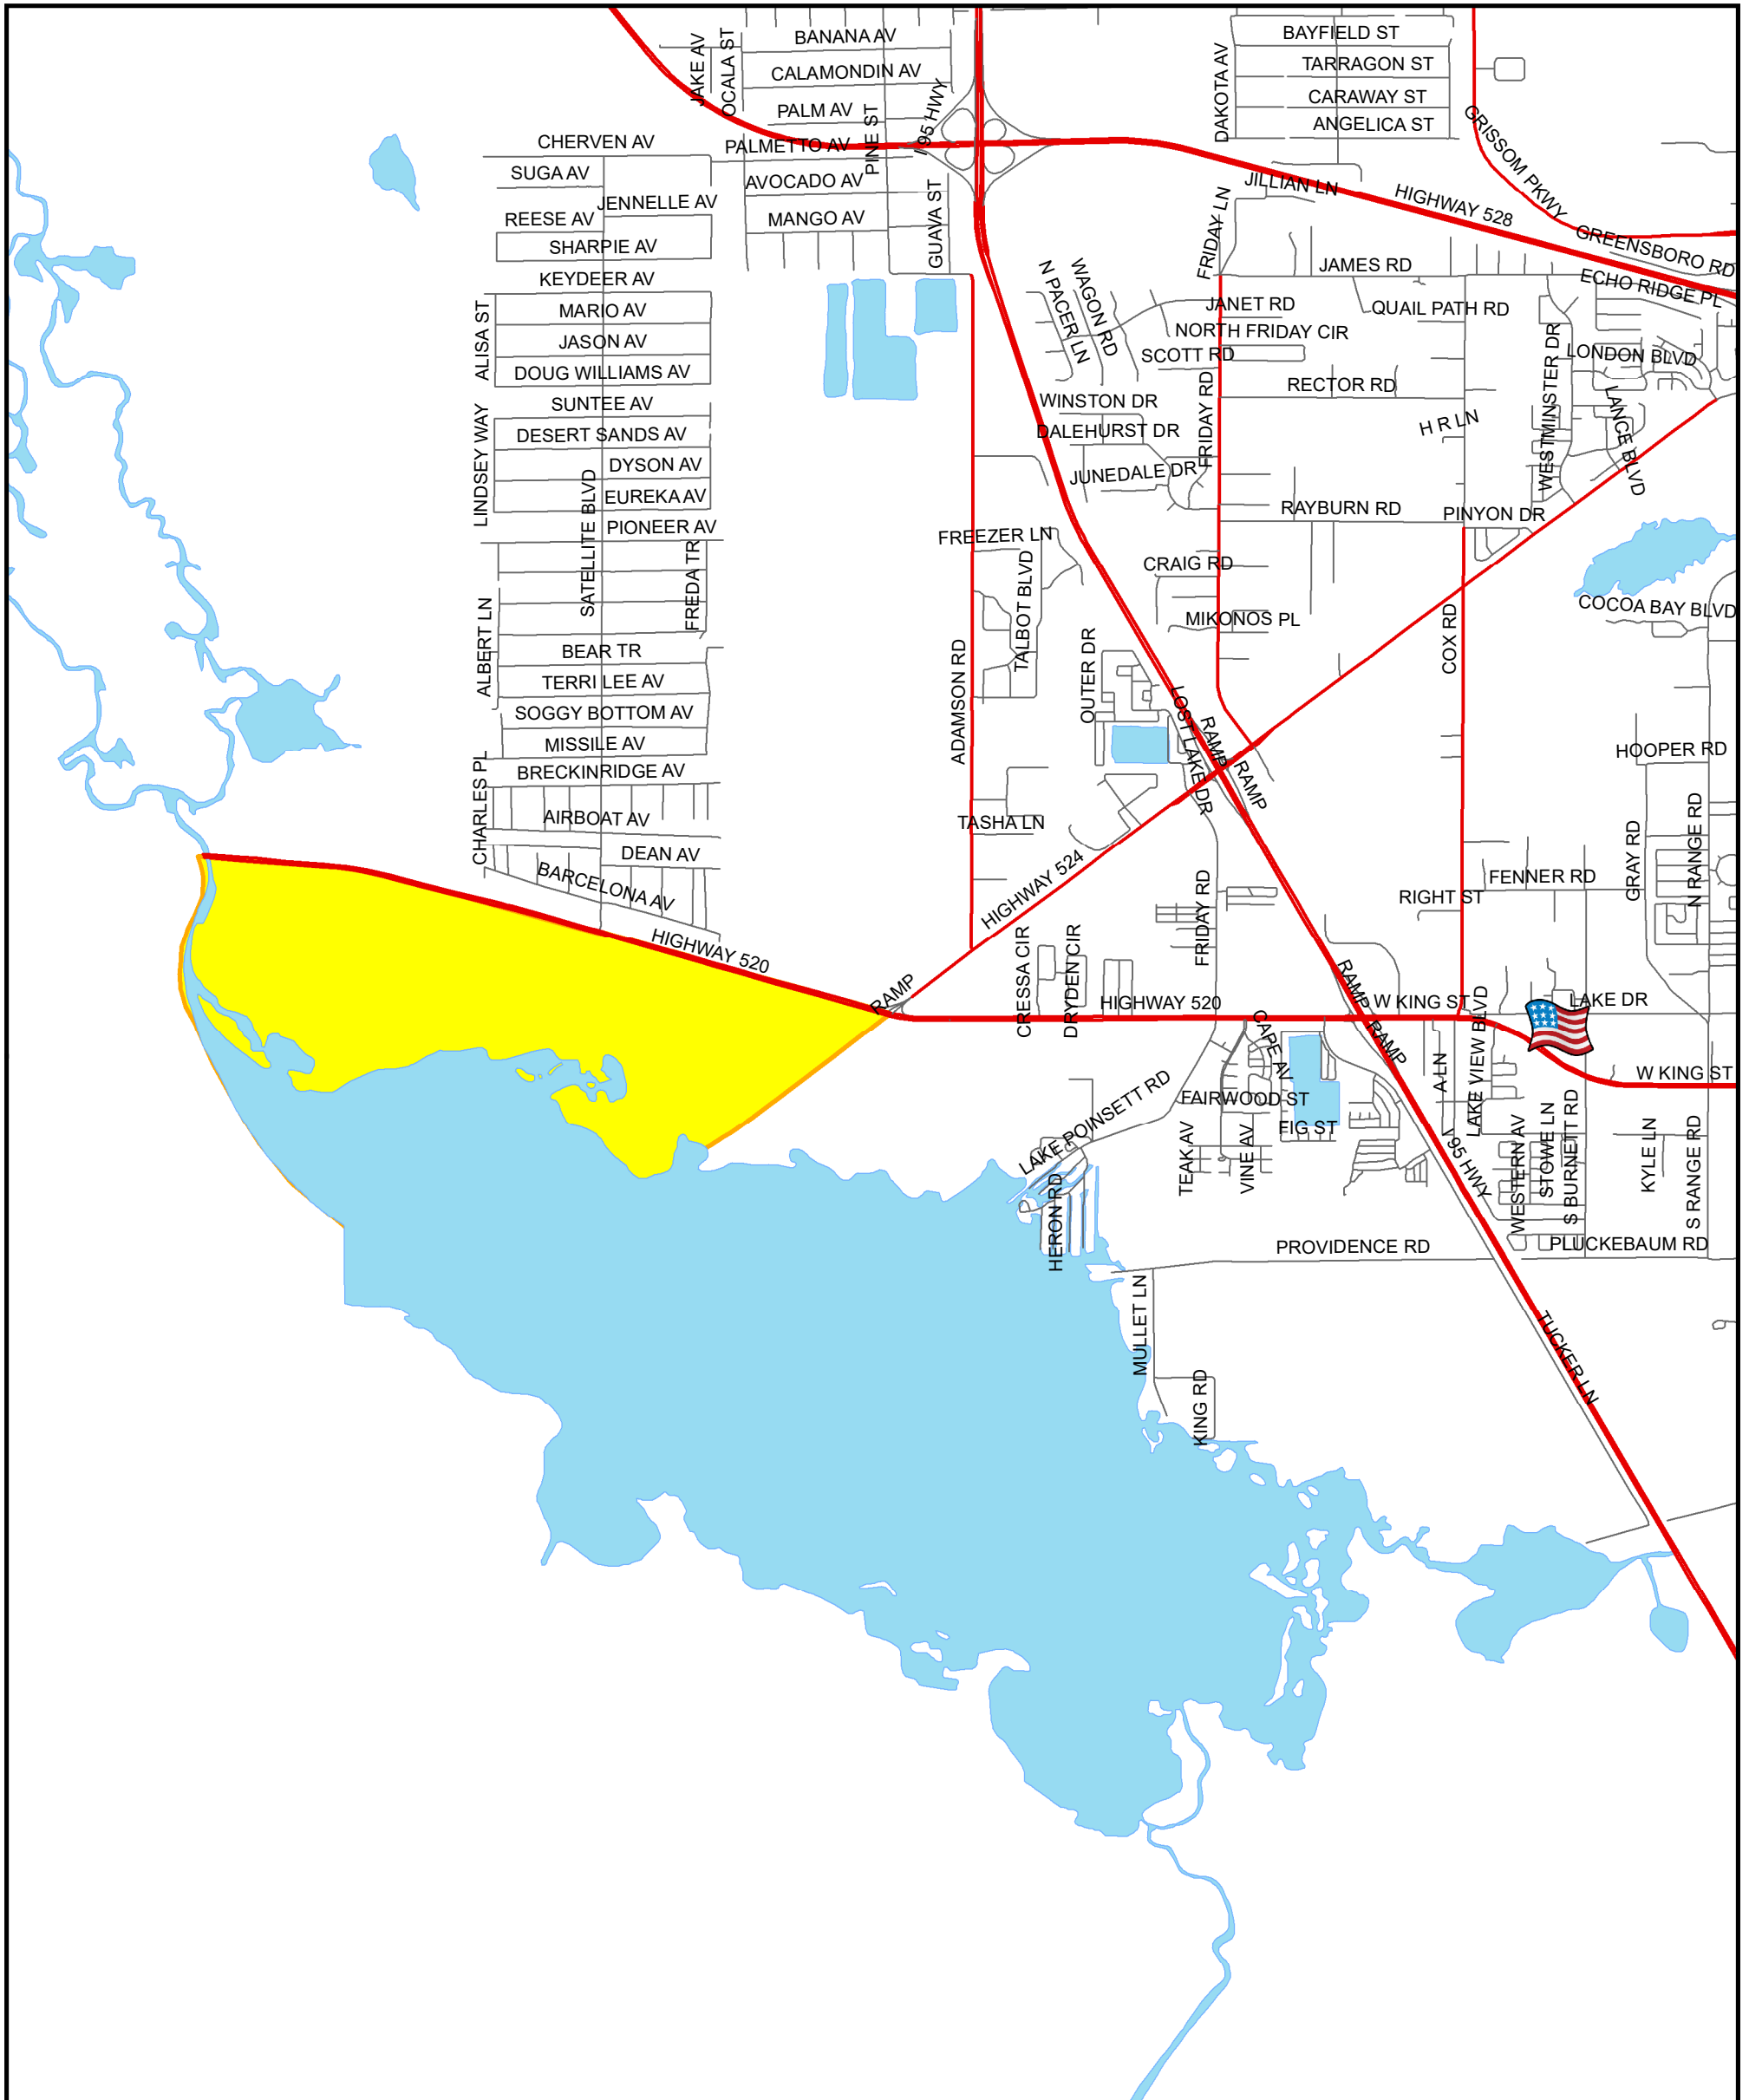 BANANA AV
BAYFIELD ST
JAKE AV
OCALA ST
CALAMONDIN AV
TARRAGON ST
DAKOTA AV
CARAWAY ST
PALM AV
I 95 HWY
ANGELICA ST
GRISSOM PKWY
CHERVEN AV
PALMETTO AV
PINE ST
SUGA AV
AVOCADO AV
JILLIAN LN
HIGHWAY 528
JENNELLE AV
REESE AV
MANGO AV
GUAVA ST
FRIDAY LN
GREENSBORO RD
SHARPIE AV
KEYDEER AV
N PACER LN
WAGON RD
JAMES RD
ECHO RIDGE PL
MARIO AV
JANET RD
QUAIL PATH RD
ALISA ST
JASON AV
NORTH FRIDAY CIR
SCOTT RD
WESTMINSTER DR
LONDON BLVD
DOUG WILLIAMS AV
RECTOR RD
SUNTEE AV
WINSTON DR
LANCE BLVD
LINDSEY WAY
DESERT SANDS AV
DALEHURST DR
FRIDAY RD
H R LN
DYSON AV
JUNEDALE DR
EUREKA AV
SATELLITE BLVD
PIONEER AV
RAYBURN RD
PINYON DR
FREEZER LN
FREDA TR
TALBOT BLVD
CRAIG RD
COCOA BAY BLVD
ALBERT LN
MIKONOS PL
COX RD
BEAR TR
OUTER DR
TERRI LEE AV
ADAMSON RD
SOGGY BOTTOM AV
LOST LAKE DR
RAMP
MISSILE AV
HOOPER RD
BRECKINRIDGE AV
RAMP
CHARLES PL
AIRBOAT AV
TASHA LN
GRAY RD
N RANGE RD
DEAN AV
HIGHWAY 524
BARCELONA AV
FENNER RD
RIGHT ST
FRIDAY RD
HIGHWAY 520
CRESSA CIR
DRYDEN CIR
RAMP
RAMP
HIGHWAY 520
W KING ST
LAKE VIEW BLVD
LAKE DR
CAPE AV
RAMP
A LN
W KING ST
LAKE POINSETT RD
FAIRWOOD ST
FIG ST
TEAK AV
VINE AV
I 95 HWY
WESTERN AV
STOWE LN
S BURNETT RD
KYLE LN
S RANGE RD
HERON RD
PROVIDENCE RD
PLUCKEBAUM RD
MULLET LN
TUCKER LN
KING RD